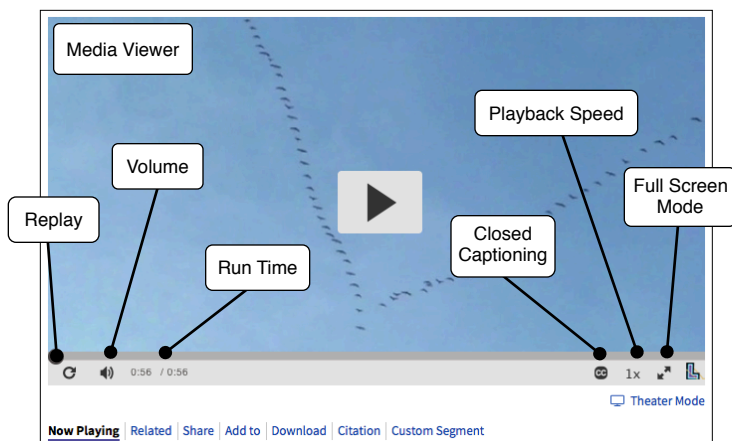 Media Viewer
Playback Speed
Volume
Full Screen
Mode
Replay
Closed
Captioning
Run Time
0:56 / 0:56
CC
1x
L
Theater Mode
Now Playing
Related
Share
Add to
Download
Citation
Custom Segment